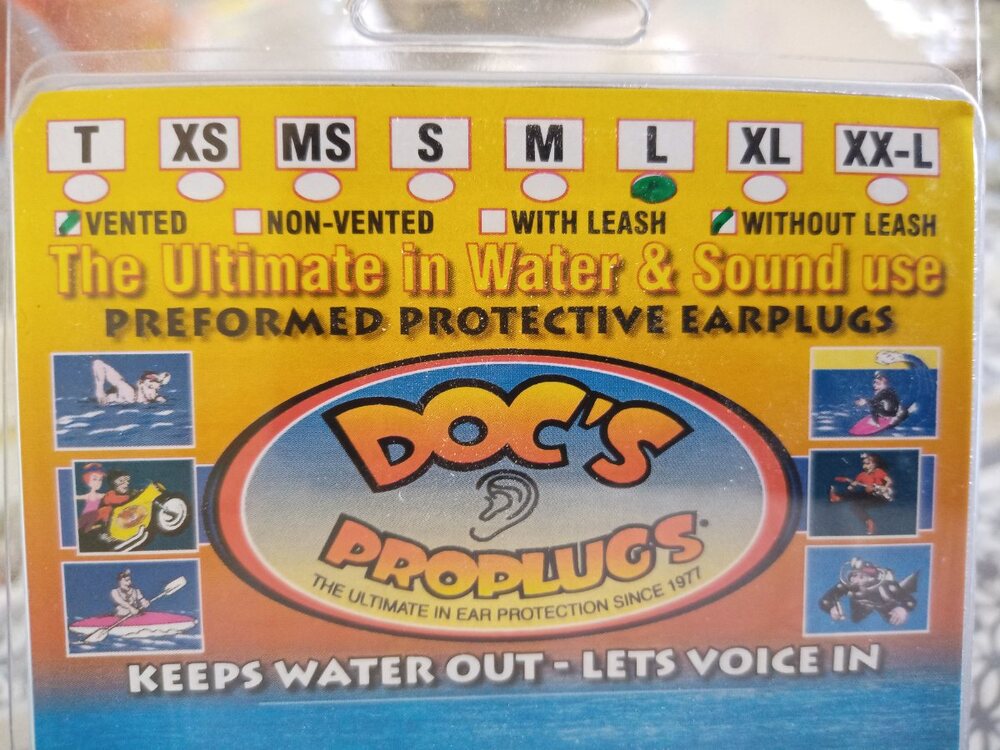 T XS MS S M L XL XX-L
VENTED NON-VENTED WITH LEASH WITHOUT LEASH
The Ultimate in Water & Sound use
PREFORMED PROTECTIVE EARPLUGS
DOC'S
PROPLUGS
THE ULTIMATE IN EAR PROTECTION SINCE 1977
KEEPS WATER OUT - LETS VOICE IN